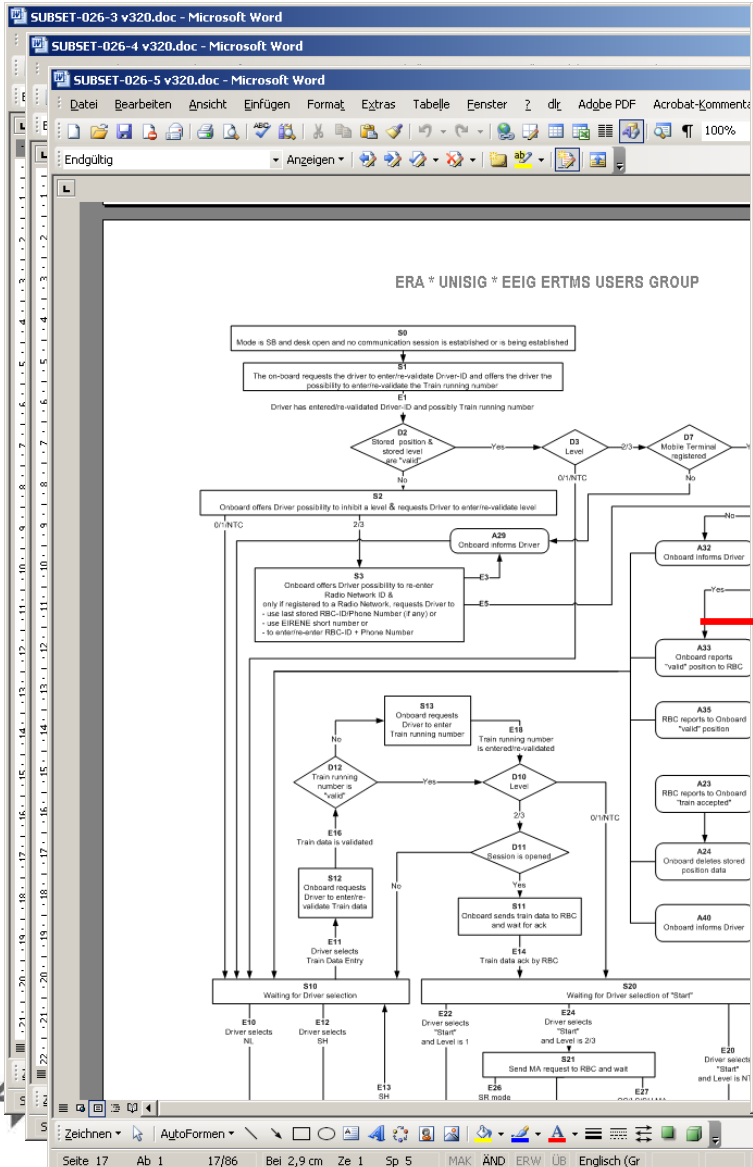 SUBSET-026-3 v320.doc - Microsoft Word
SUBSET-026-4 v320.doc - Microsoft Word
SUBSET-026-5 v320.doc - Microsoft Word
Datei Bearbeiten Ansicht Einfügen Format Extras Tabelle Fenster ? dlr Adobe PDF Acrobat-Kommenta
100%
Endgültig Anzeigen
ERA * UNISIG * EEIG ERTMS USERS GROUP
S0
Mode is SB and desk open and no communication session is established or is being established
S1
The on-board requests the driver to enter/re-validate Driver-ID and offers the driver the
possibility to enter/re-validate the Train running number
E1
Driver has entered/re-validated Driver-ID and possibly Train running number
D2
Stored position &
stored level
are "valid"
Yes
D3
Level
2/3
D7
Mobile Terminal
registered
No
0/1/NTC
No
S2
Onboard offers Driver possibility to Inhibit a level & requests Driver to enter/re-validate level
0/1/NTC
2/3
A29
Onboard informs Driver
No
A32
Onboard informs Driver
S3
Onboard offers Driver possibility to re-enter
Radio Network ID &
only if registered to a Radio Network, requests Driver to
- use last stored RBC-ID/Phone Number (if any) or
- use EIRENE short number or
- to enter/re-enter RBC-ID + Phone Number
E3
E5
Yes
A33
Onboard reports
"valid" position to RBC
S13
Onboard requests
Driver to enter
Train running number
E18
Train running number
is entered/re-validated
A35
RBC reports to Onboard
"valid" position
No
D12
Train running
number is
"valid"
Yes
D10
Level
A23
RBC reports to Onboard
"train accepted"
2/3
0/1/NTC
E16
Train data is validated
D11
Session is opened
A24
Onboard deletes stored
position data
S12
Onboard requests
Driver to enter/re-
validate Train data
No
Yes
S11
Onboard sends train data to RBC
and wait for ack
A40
Onboard informs Driver
E11
Driver selects
Train Data Entry
E14
Train data ack by RBC
S10
Waiting for Driver selection
S20
Waiting for Driver selection of "Start"
E10
Driver selects
NL
E12
Driver selects
SH
E22
Driver selects
"Start"
and Level is 1
E24
Driver selects
"Start"
and Level is 2/3
S21
Send MA request to RBC and wait
E20
Driver selects
"Start"
and Level is NT
E13
SH
E26
SR mode
E27
Zeichnen AutoFormen
Seite 17 Ab 1 17/86 Bei 2,9 cm Ze 1 Sp 5 MAK ÄND ERW ÜB Englisch (Gr